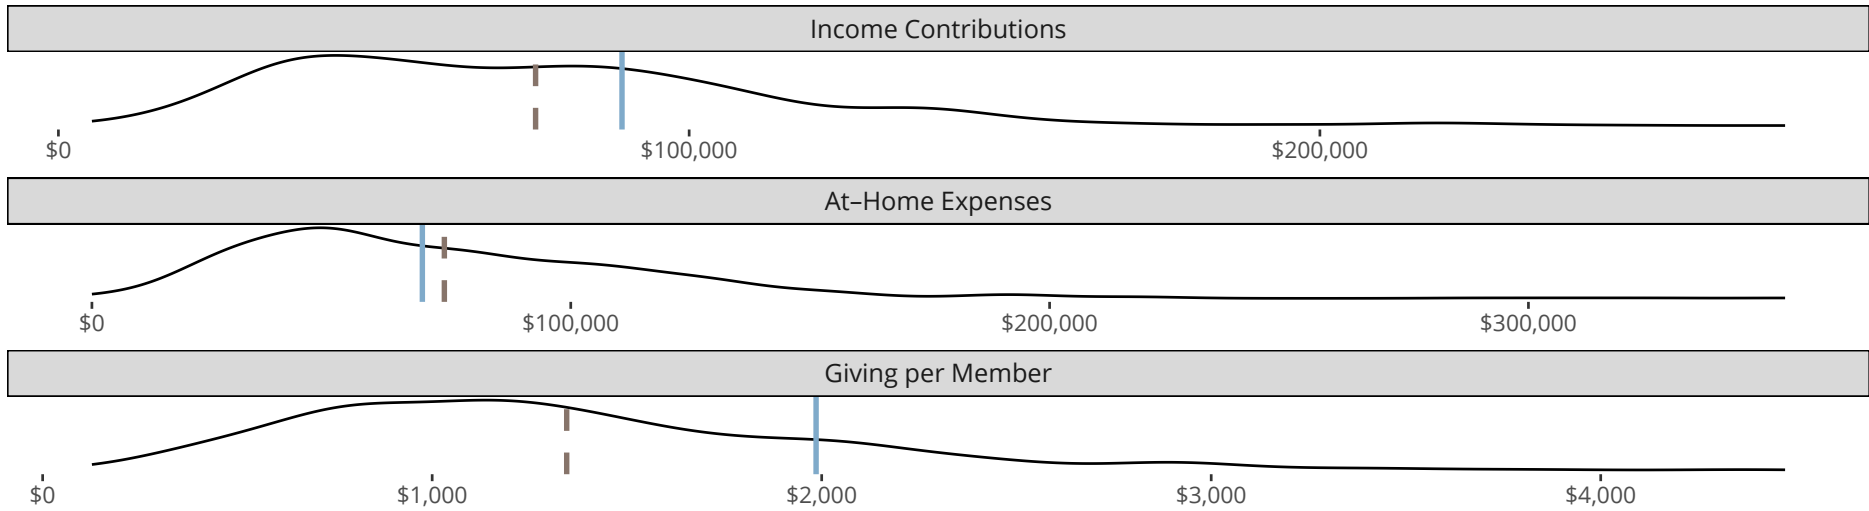 Income Contributions
$0 $100,000 $200,000
At–Home Expenses
$0 $100,000 $200,000 $300,000
Giving per Member
$0 $1,000 $2,000 $3,000 $4,000